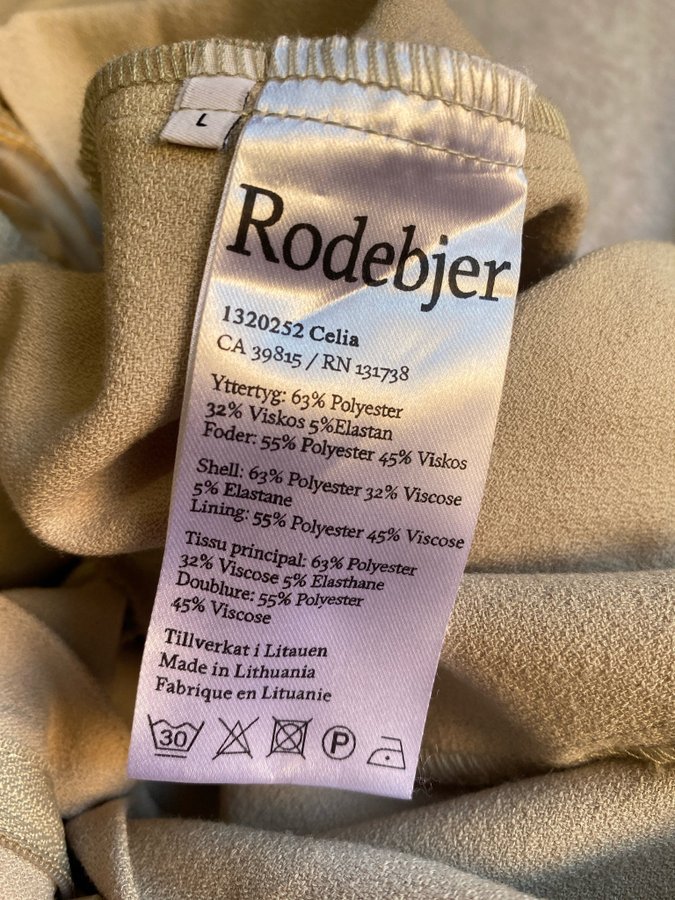 L
Rodebjer
1320252 Celia
CA 39815 / RN 131738
Yttertyg: 63% Polyester
32% Viskos 5%Elastan
Foder: 55% Polyester 45% Viskos
Shell: 63% Polyester 32% Viscose
5% Elastane
Lining: 55% Polyester 45% Viscose
Tissu principal: 63% Polyester
32% Viscose 5% Elasthane
Doublure: 55% Polyester
45% Viscose
Tillverkat i Litauen
Made in Lithuania
Fabrique en Lituanie
30 P